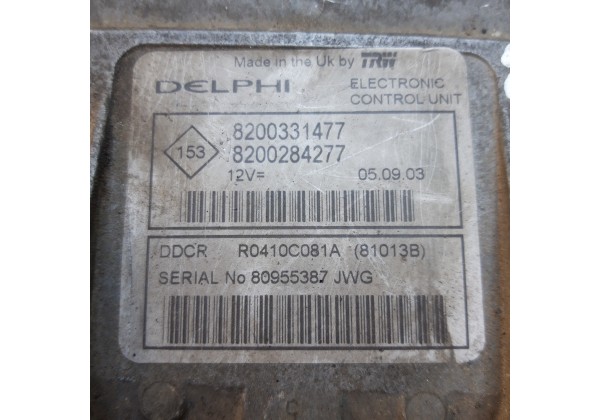 Made in the Uk by TRW
DELPHI ELECTRONIC
CONTROL UNIT
153
8200331477
8200284277
12V= 05.09.03
DDCR R0410C081A (81013B)
SERIAL No 80955387 JWG